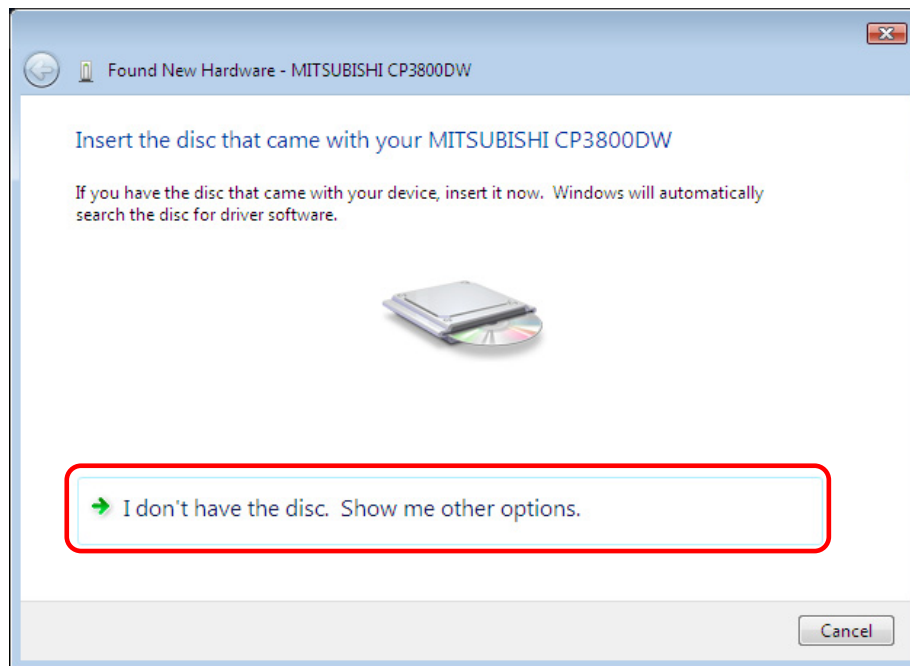 Found New Hardware - MITSUBISHI CP3800DW
Insert the disc that came with your MITSUBISHI CP3800DW
If you have the disc that came with your device, insert it now.  Windows will automatically
search the disc for driver software.
I don't have the disc.  Show me other options.
Cancel